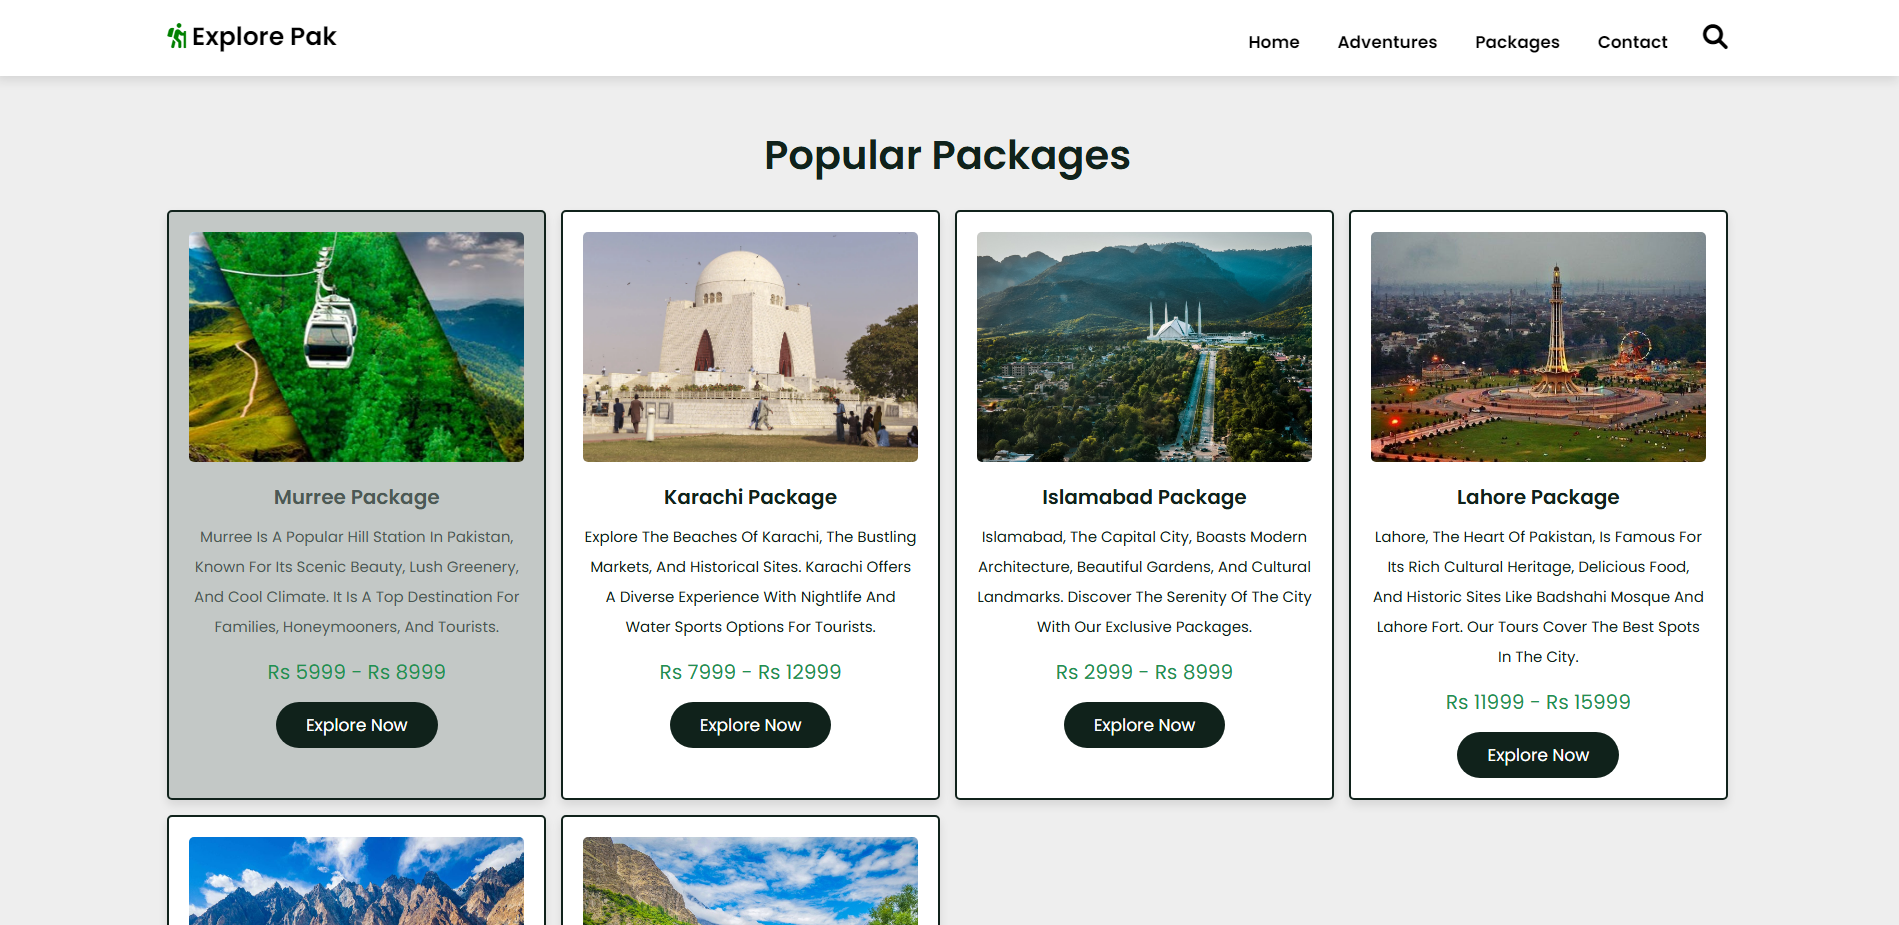 Explore Pak
Home
Adventures
Packages
Contact
Popular Packages
Murree Package
Murree Is A Popular Hill Station In Pakistan,
Known For Its Scenic Beauty, Lush Greenery,
And Cool Climate. It Is A Top Destination For
Families, Honeymooners, And Tourists.
Rs 5999 - Rs 8999
Explore Now
Karachi Package
Explore The Beaches Of Karachi, The Bustling
Markets, And Historical Sites. Karachi Offers
A Diverse Experience With Nightlife And
Water Sports Options For Tourists.
Rs 7999 - Rs 12999
Explore Now
Islamabad Package
Islamabad, The Capital City, Boasts Modern
Architecture, Beautiful Gardens, And Cultural
Landmarks. Discover The Serenity Of The City
With Our Exclusive Packages.
Rs 2999 - Rs 8999
Explore Now
Lahore Package
Lahore, The Heart Of Pakistan, Is Famous For
Its Rich Cultural Heritage, Delicious Food,
And Historic Sites Like Badshahi Mosque And
Lahore Fort. Our Tours Cover The Best Spots
In The City.
Rs 11999 - Rs 15999
Explore Now